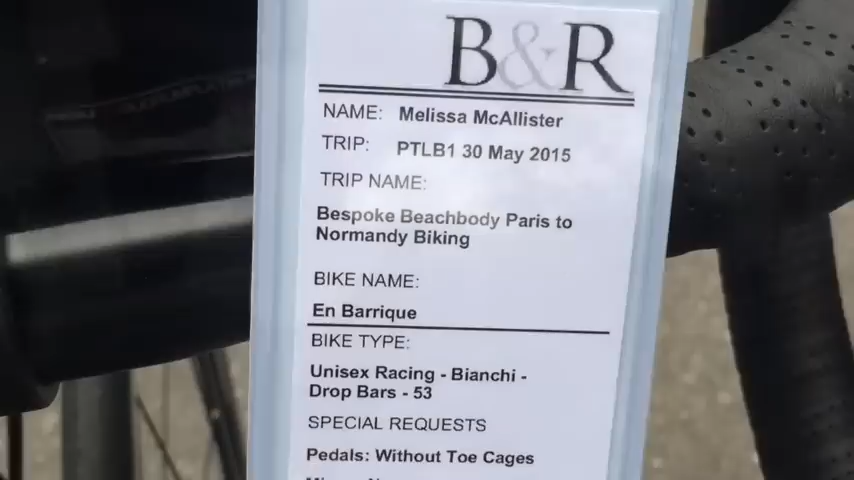 B&R
NAME: Melissa McAllister
TRIP: PTLB1 30 May 2015
TRIP NAME:
Bespoke Beachbody Paris to
Normandy Biking
BIKE NAME:
En Barrique
BIKE TYPE:
Unisex Racing - Bianchi -
Drop Bars - 53
SPECIAL REQUESTS
Pedals: Without Toe Cages